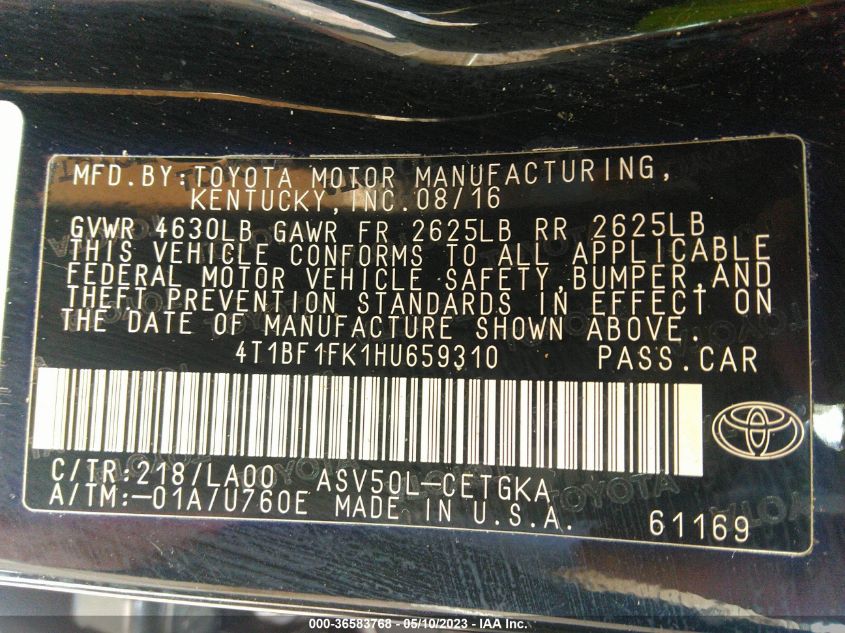 MFD.BY:TOYOTA MOTOR MANUFACTURING,
KENTUCKY,INC.08/16
GVWR 4630LB GAWR FR 2625LB RR 2625LB
THIS VEHICLE CONFORMS TO ALL APPLICABLE
FEDERAL MOTOR VEHICLE SAFETY,BUMPER,AND
THEFT PREVENTION STANDARDS IN EFFECT ON
THE DATE OF MANUFACTURE SHOWN ABOVE.
4T1BF1FK1HU659310 PASS.CAR
C/TR:218/LA00 ASV50L-CETGKA
A/TM:-01A/U760E MADE IN U.S.A. 61169
000-36583768 - 05/10/2023 - IAA Inc.